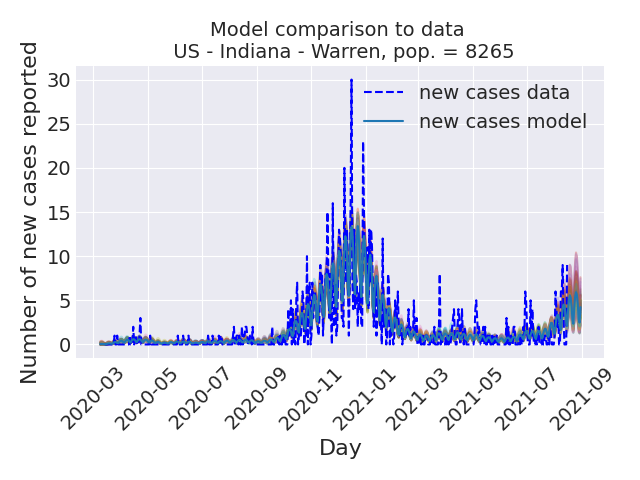 Model comparison to data
US - Indiana - Warren, pop. = 8265
Number of new cases reported
30
25
20
15
10
5
0
new cases data
new cases model
2020-03
2020-05
2020-07
2020-09
2020-11
2021-01
2021-03
2021-05
2021-07
2021-09
Day